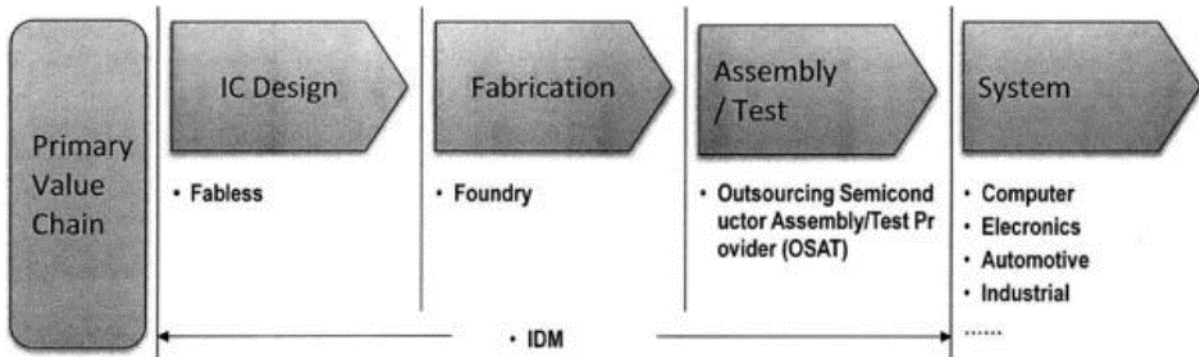 Primary
Value
Chain
IC Design
Fabrication
Assembly
/ Test
System
• Fabless
• Foundry
• Outsourcing Semicond
uctor Assembly/Test Pr
ovider (OSAT)
• Computer
• Elecronics
• Automotive
• Industrial
......
• IDM